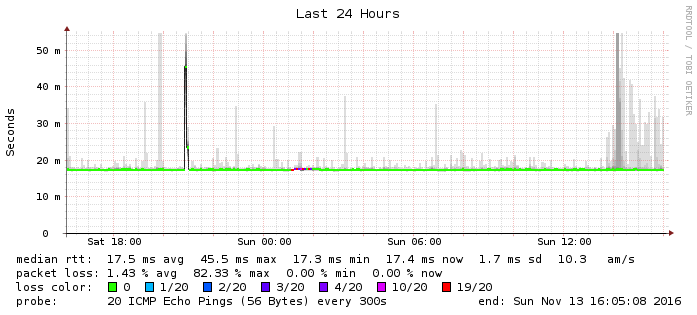 Last 24 Hours
RRDTOOL / TOBI OETIKER
Seconds
50 m
40 m
30 m
20 m
10 m
0
Sat 18:00 Sun 00:00 Sun 06:00 Sun 12:00
median rtt: 17.5 ms avg 45.5 ms max 17.3 ms min 17.4 ms now 1.7 ms sd 10.3 am/s
packet loss: 1.43 % avg 82.33 % max 0.00 % min 0.00 % now
loss color: 0 1/20 2/20 3/20 4/20 10/20 19/20
probe: 20 ICMP Echo Pings (56 Bytes) every 300s end: Sun Nov 13 16:05:08 2016